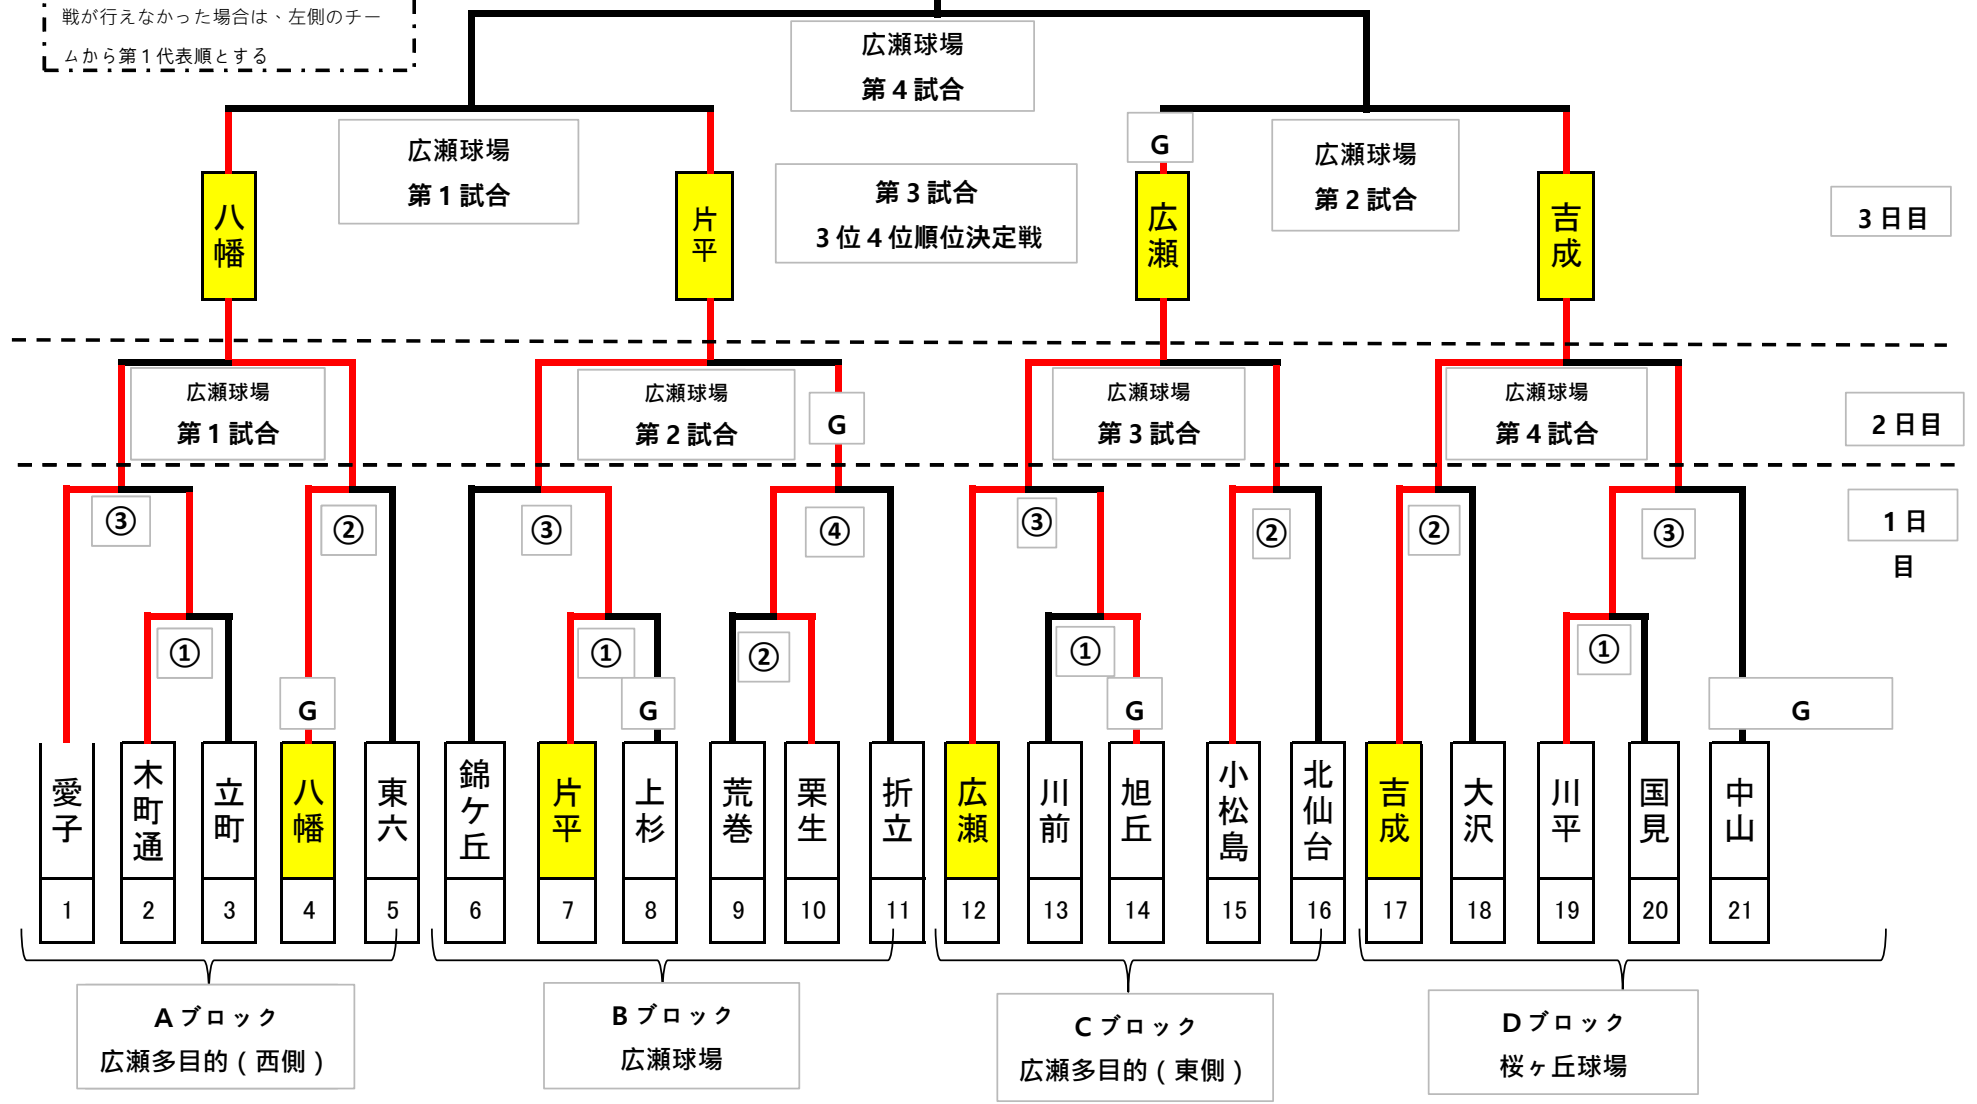 戦が行えなかった場合は、左側のチー
ムから第1代表順とする
広瀬球場
第4試合
広瀬球場
第1試合
G
広瀬球場
第2試合
第3試合
3位4位順位決定戦
八幡
片平
広瀬
吉成
3日目
広瀬球場
第1試合
広瀬球場
第2試合
G
広瀬球場
第3試合
広瀬球場
第4試合
2日目
③
②
③
④
③
②
②
③
1日
目
①
①
②
①
①
G
G
G
G
愛子
木町通
立町
八幡
東六
錦ケ丘
片平
上杉
荒巻
栗生
折立
広瀬
川前
旭丘
小松島
北仙台
吉成
大沢
川平
国見
中山
1
2
3
4
5
6
7
8
9
10
11
12
13
14
15
16
17
18
19
20
21
Aブロック
広瀬多目的(西側)
Bブロック
広瀬球場
Cブロック
広瀬多目的(東側)
Dブロック
桜ヶ丘球場